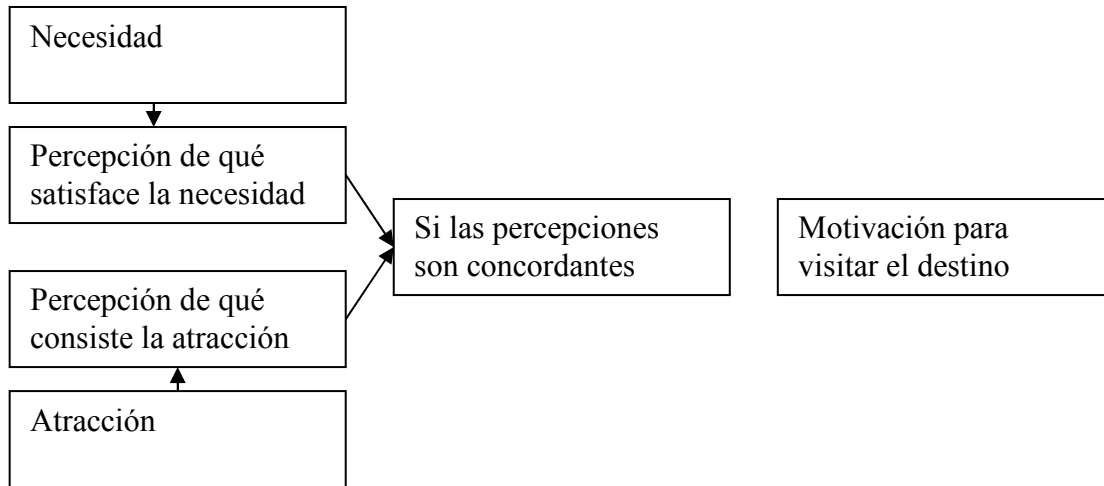 Necesidad
Percepción de qué
satisface la necesidad
Si las percepciones
son concordantes
Motivación para
visitar el destino
Percepción de qué
consiste la atracción
Atracción